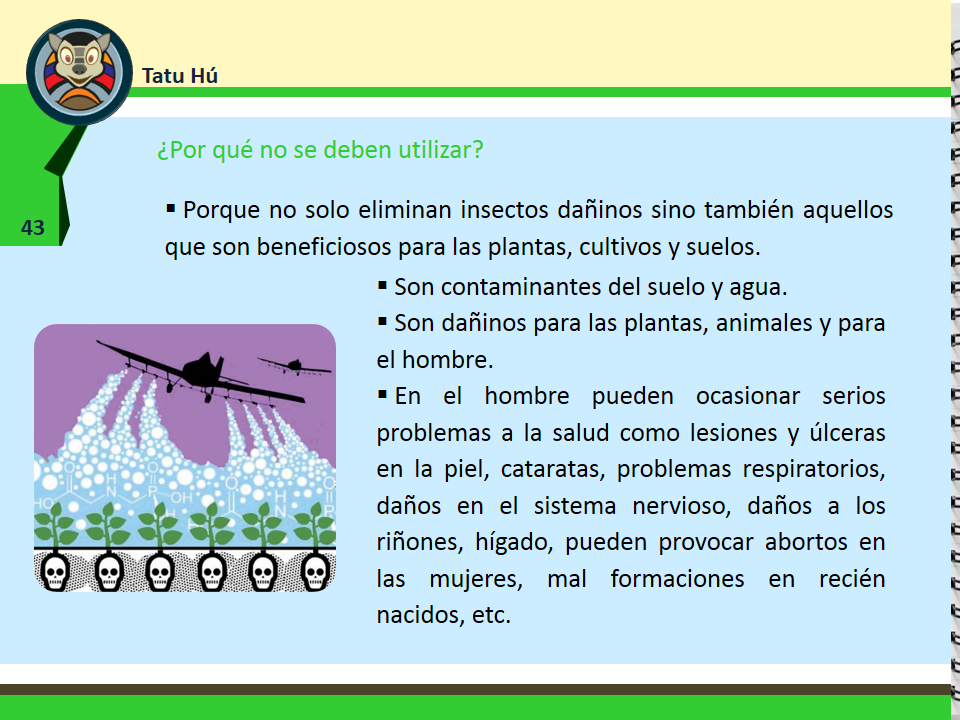 Tatu Hú
¿Por qué no se deben utilizar?
43
▪ Porque no solo eliminan insectos dañinos sino también aquellos
que son beneficiosos para las plantas, cultivos y suelos.
▪ Son contaminantes del suelo y agua.
▪ Son dañinos para las plantas, animales y para
el hombre.
▪ En el hombre pueden ocasionar serios
problemas a la salud como lesiones y úlceras
en la piel, cataratas, problemas respiratorios,
daños en el sistema nervioso, daños a los
riñones, hígado, pueden provocar abortos en
las mujeres, mal formaciones en recién
nacidos, etc.